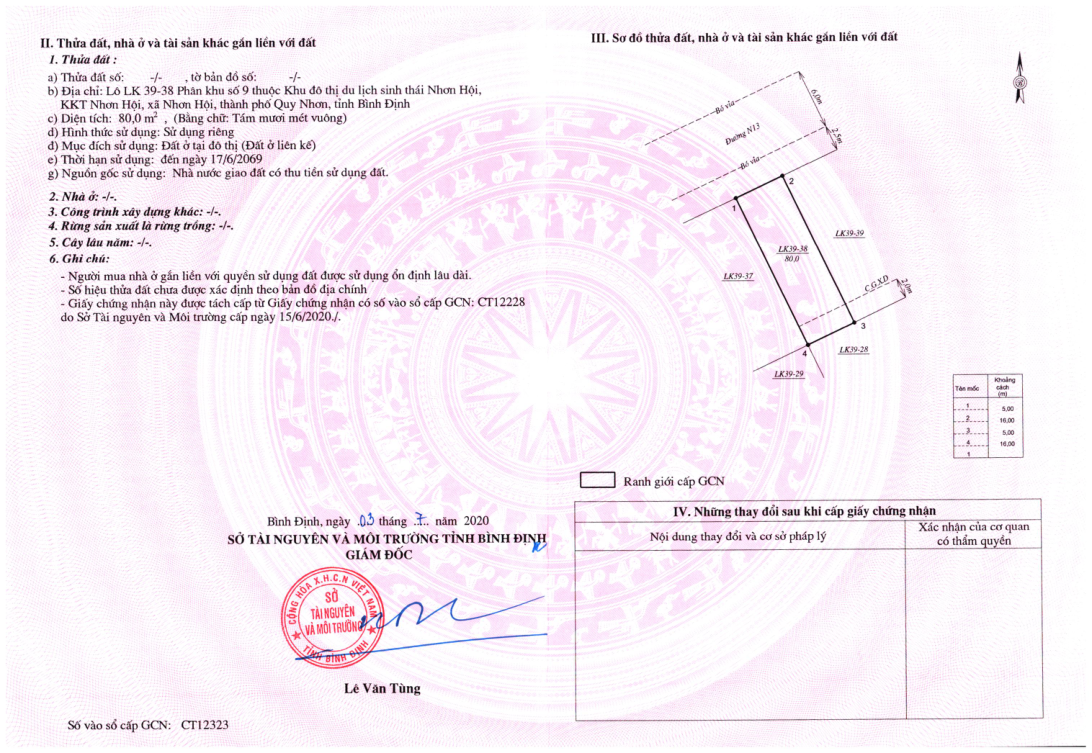 II. Thửa đất, nhà ở và tài sản khác gắn liền với đất
1. Thửa đất :
a) Thửa đất số: -/- , tờ bản đồ số: -/-
b) Địa chỉ: Lô LK 39-38 Phân khu số 9 thuộc Khu đô thị du lịch sinh thái Nhơn Hội,
KKT Nhơn Hội, xã Nhơn Hội, thành phố Quy Nhơn, tỉnh Bình Định
c) Diện tích: 80,0 m² , (Bằng chữ: Tám mươi mét vuông)
d) Hình thức sử dụng: Sử dụng riêng
đ) Mục đích sử dụng: Đất ở tại đô thị (Đất ở liên kế)
e) Thời hạn sử dụng: đến ngày 17/6/2069
g) Nguồn gốc sử dụng: Nhà nước giao đất có thu tiền sử dụng đất.
2. Nhà ở: -/-.
3. Công trình xây dựng khác: -/-.
4. Rừng sản xuất là rừng trồng: -/-.
5. Cây lâu năm: -/-.
6. Ghi chú:
- Người mua nhà ở gắn liền với quyền sử dụng đất được sử dụng ổn định lâu dài.
- Số hiệu thửa đất chưa được xác định theo bản đồ địa chính
- Giấy chứng nhận này được tách cấp từ Giấy chứng nhận có số vào sổ cấp GCN: CT12228
do Sở Tài nguyên và Môi trường cấp ngày 15/6/2020./.
Bình Định, ngày 03 tháng 7 năm 2020
SỞ TÀI NGUYÊN VÀ MÔI TRƯỜNG TỈNH BÌNH ĐỊNH
GIÁM ĐỐC
CỘNG HÒA X.H.C.N VIỆT NAM
SỞ
TÀI NGUYÊN
VÀ MÔI TRƯỜNG
TỈNH BÌNH ĐỊNH
Lê Văn Tùng
Số vào sổ cấp GCN: CT12323
III. Sơ đồ thửa đất, nhà ở và tài sản khác gắn liền với đất
Bó vỉa
6,0m
Đường N13
2,5m
Bó vỉa
1
2
LK39-39
LK39-38
80,0
LK39-37
C.G.X.D
2,0m
3
4
LK39-28
LK39-29
Tên mốc
Khoảng
cách
(m)
1
5,00
2
16,00
3
5,00
4
16,00
1
Ranh giới cấp GCN
IV. Những thay đổi sau khi cấp giấy chứng nhận
Nội dung thay đổi và cơ sở pháp lý
Xác nhận của cơ quan
có thẩm quyền